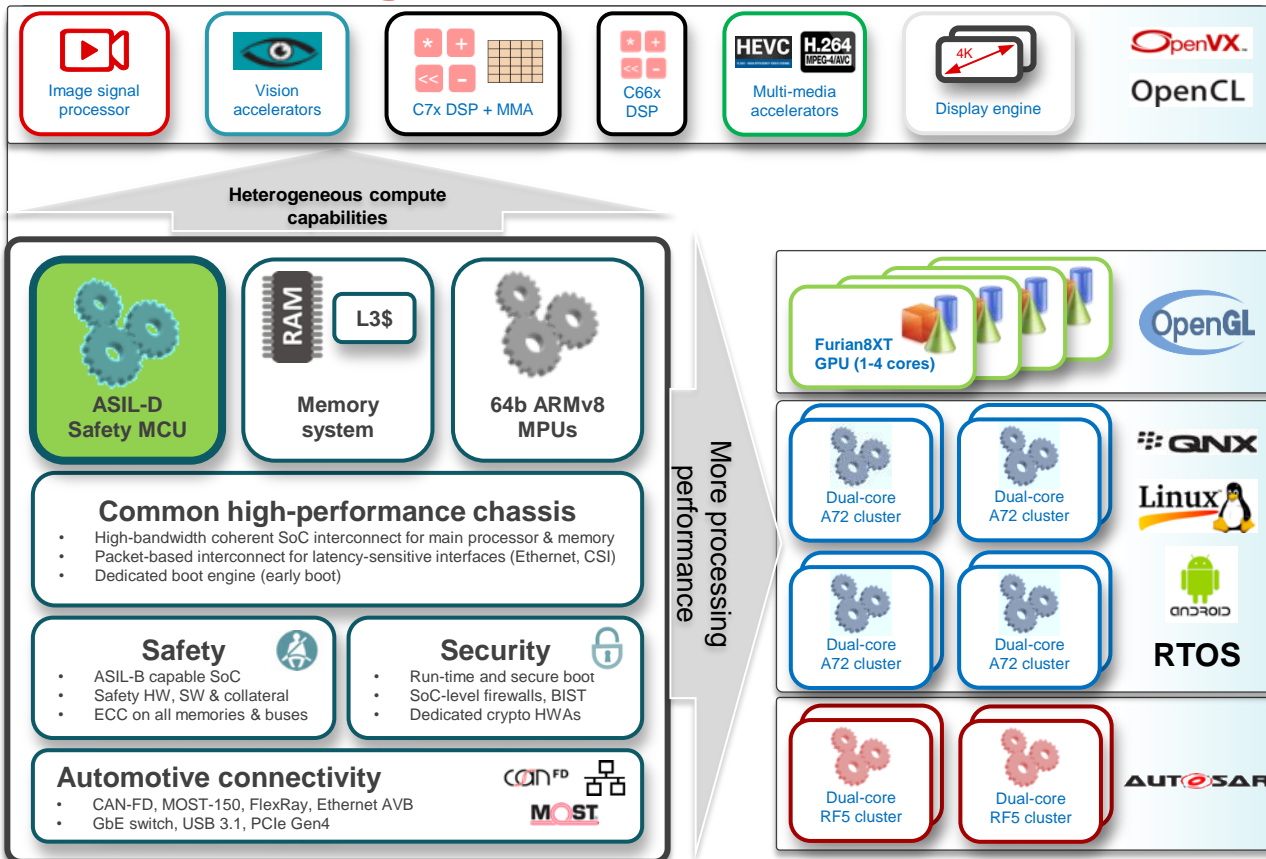 Image signal
processor
Vision
accelerators
* +
<< -
C7x DSP + MMA
* +
<< -
C66x
DSP
HEVC
H.264
MPEG-4/AVC
Multi-media
accelerators
4K
Display engine
OpenVX
OpenCL
Heterogeneous compute
capabilities
ASIL-D
Safety MCU
RAM
L3$
Memory
system
64b ARMv8
MPUs
Common high-performance chassis
• High-bandwidth coherent SoC interconnect for main processor & memory
• Packet-based interconnect for latency-sensitive interfaces (Ethernet, CSI)
• Dedicated boot engine (early boot)
Safety
• ASIL-B capable SoC
• Safety HW, SW & collateral
• ECC on all memories & buses
Security
• Run-time and secure boot
• SoC-level firewalls, BIST
• Dedicated crypto HWAs
Automotive connectivity
• CAN-FD, MOST-150, FlexRay, Ethernet AVB
• GbE switch, USB 3.1, PCIe Gen4
CAN FD
MOST
More processing
performance
Furian8XT
GPU (1-4 cores)
OpenGL
Dual-core
A72 cluster
Dual-core
A72 cluster
Dual-core
A72 cluster
Dual-core
A72 cluster
QNX
Linux
ANDROID
RTOS
Dual-core
RF5 cluster
Dual-core
RF5 cluster
AUTOSAR